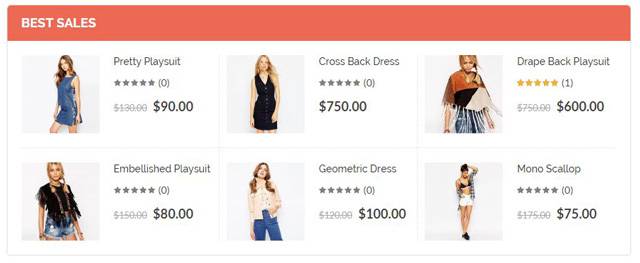 BEST SALES
Pretty Playsuit
(0)
$130.00 $90.00
Cross Back Dress
(0)
$750.00
Drape Back Playsuit
(1)
$750.00 $600.00
Embellished Playsuit
(0)
$150.00 $80.00
Geometric Dress
(0)
$120.00 $100.00
Mono Scallop
(0)
$175.00 $75.00